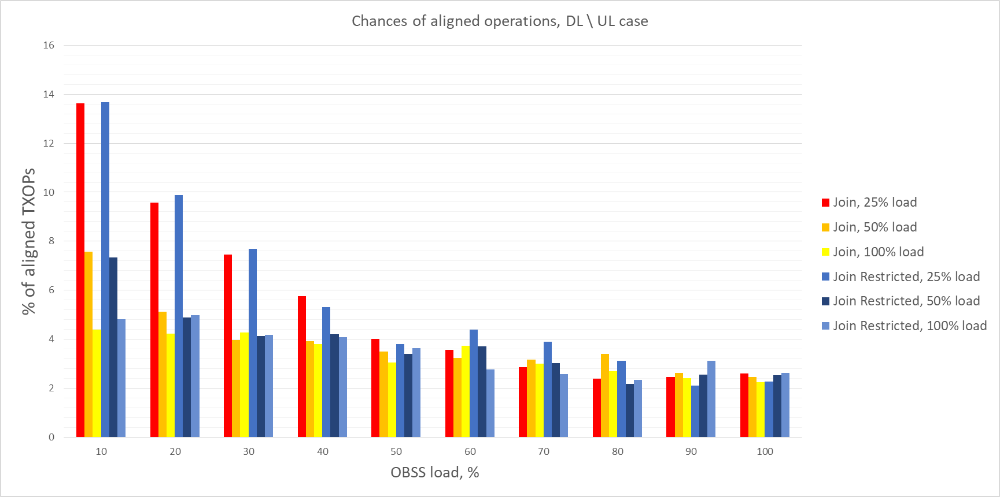 Chances of aligned operations, DL \ UL case
16
14
12
10
8
6
4
2
0
% of aligned TXOPs
10 20 30 40 50 60 70 80 90 100
OBSS load, %
Join, 25% load
Join, 50% load
Join, 100% load
Join Restricted, 25% load
Join Restricted, 50% load
Join Restricted, 100% load